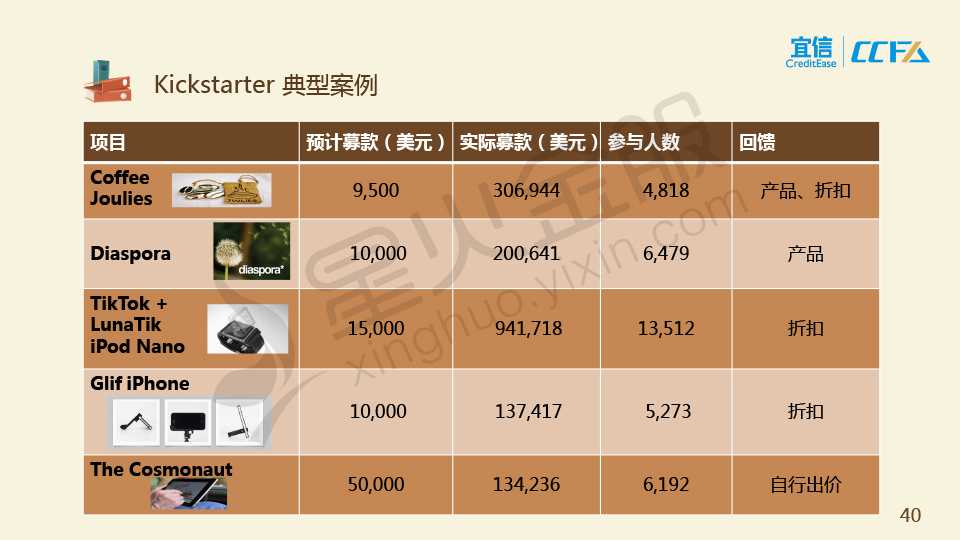 宜信
CreditEase
CCFA
Kickstarter 典型案例
项目 预计募款（美元） 实际募款（美元） 参与人数 回馈
Coffee
Joulies
9,500 306,944 4,818 产品、折扣
Diaspora
diaspora*
10,000 200,641 6,479 产品
TikTok +
LunaTik
iPod Nano
15,000 941,718 13,512 折扣
Glif iPhone
10,000 137,417 5,273 折扣
The Cosmonaut
50,000 134,236 6,192 自行出价
星火金服
xinghuo.yixin.com
40